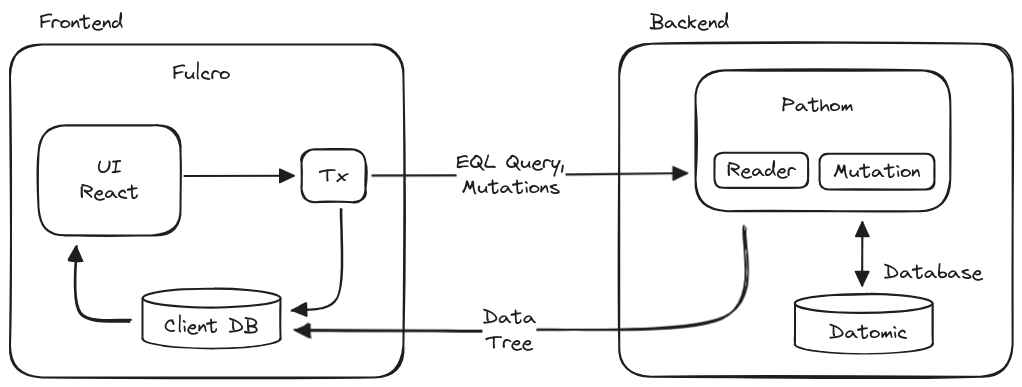 Frontend
Backend
Fulcro
Pathom
UI
React
Tx
EQL Query,
Mutations
Reader
Mutation
Database
Client DB
Data
Tree
Datomic